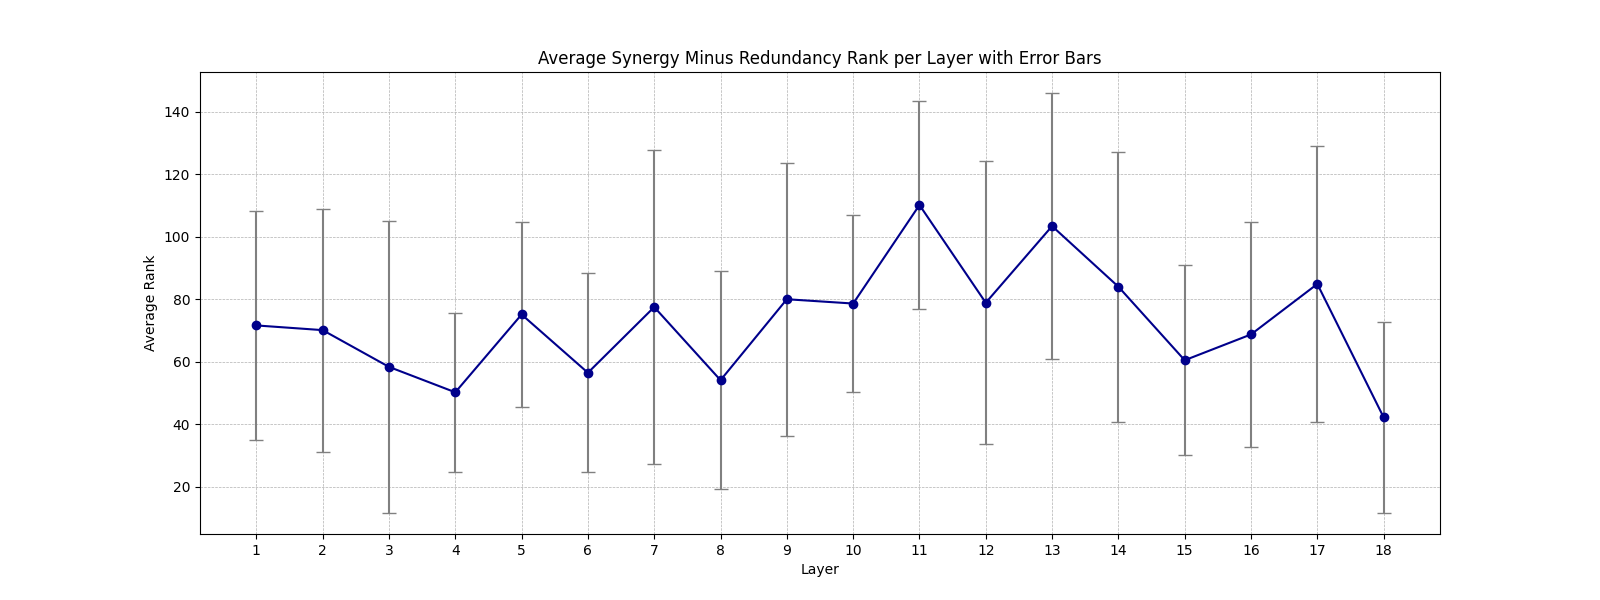 Average Synergy Minus Redundancy Rank per Layer with Error Bars
140
120
100
80
60
40
20
Average Rank
1 2 3 4 5 6 7 8 9 10 11 12 13 14 15 16 17 18
Layer